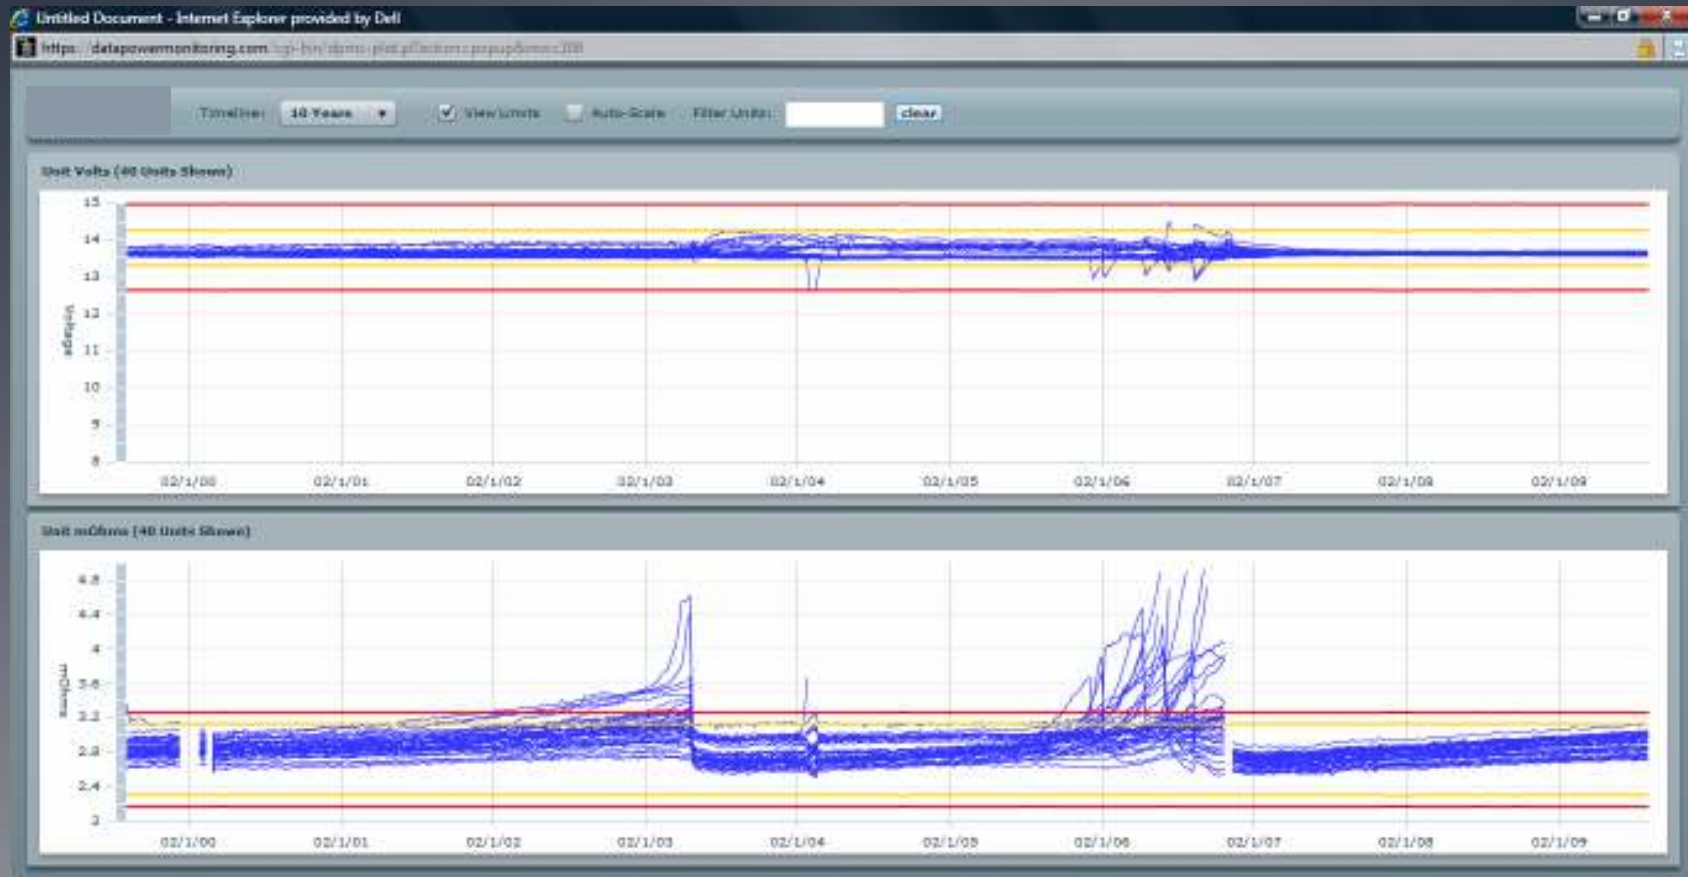 Untitled Document - Internet Explorer provided by Dell
https://datapowermonitoring.com
Timeline: 10 Years View Limits Auto-Scale Filter Units: clear
Unit Volts (40 Units Shown)
15
14
13
12
11
10
9
8
Voltage
02/1/00 02/1/01 02/1/02 02/1/03 02/1/04 02/1/05 02/1/06 02/1/07 02/1/08 02/1/09
Unit mOhms (40 Units Shown)
4.8
4.4
4
3.6
3.2
2.8
2.4
2
mOhms
02/1/00 02/1/01 02/1/02 02/1/03 02/1/04 02/1/05 02/1/06 02/1/07 02/1/08 02/1/09